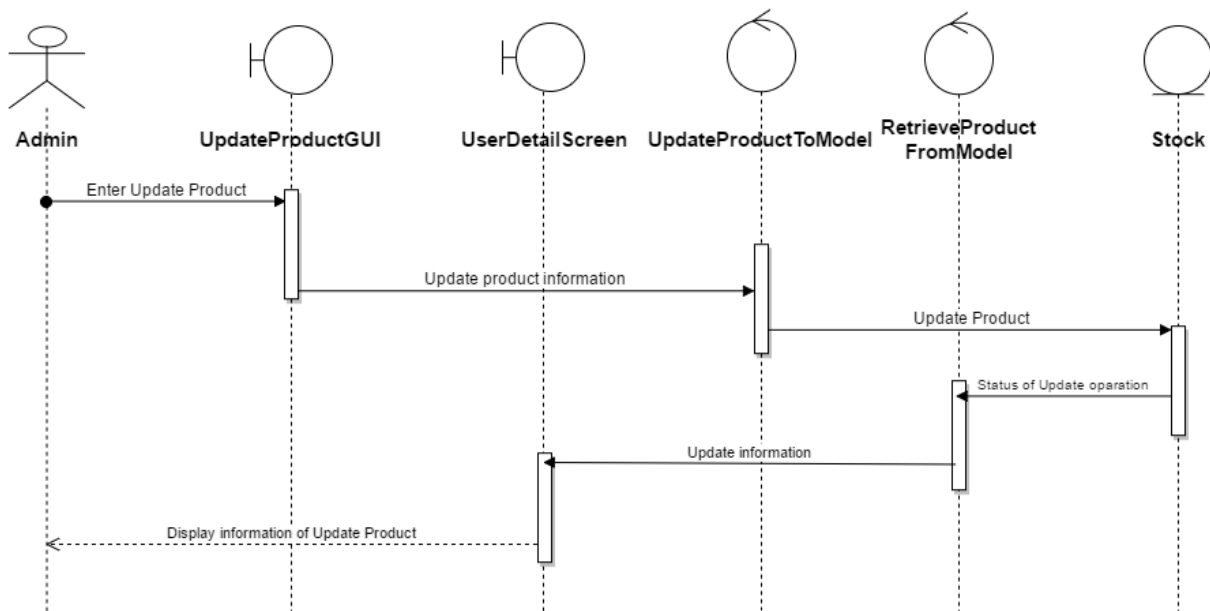 Admin
UpdateProductGUI
UserDetailScreen
UpdateProductToModel
RetrieveProduct
FromModel
Stock
Enter Update Product
Update product information
Update Product
Status of Update oparation
Update information
Display information of Update Product